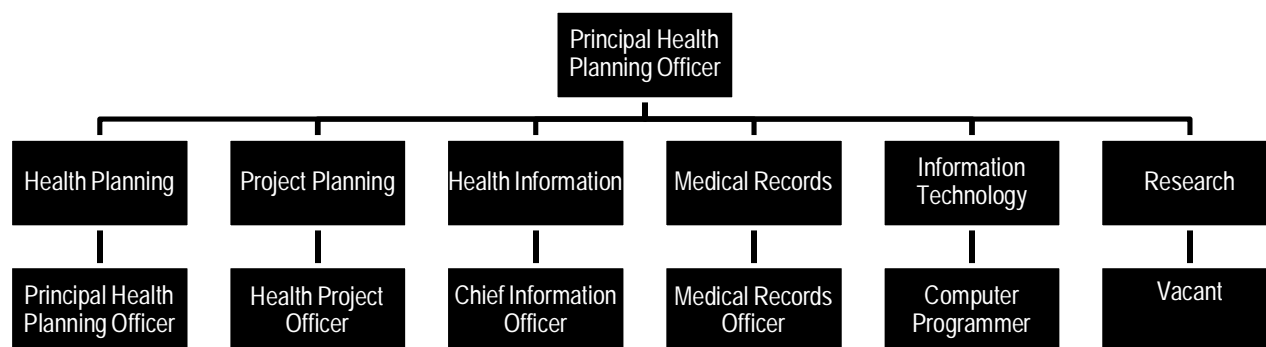 Principal Health
Planning Officer
Health Planning
Project Planning
Health Information
Medical Records
Information
Technology
Research
Principal Health
Planning Officer
Health Project
Officer
Chief Information
Officer
Medical Records
Officer
Computer
Programmer
Vacant